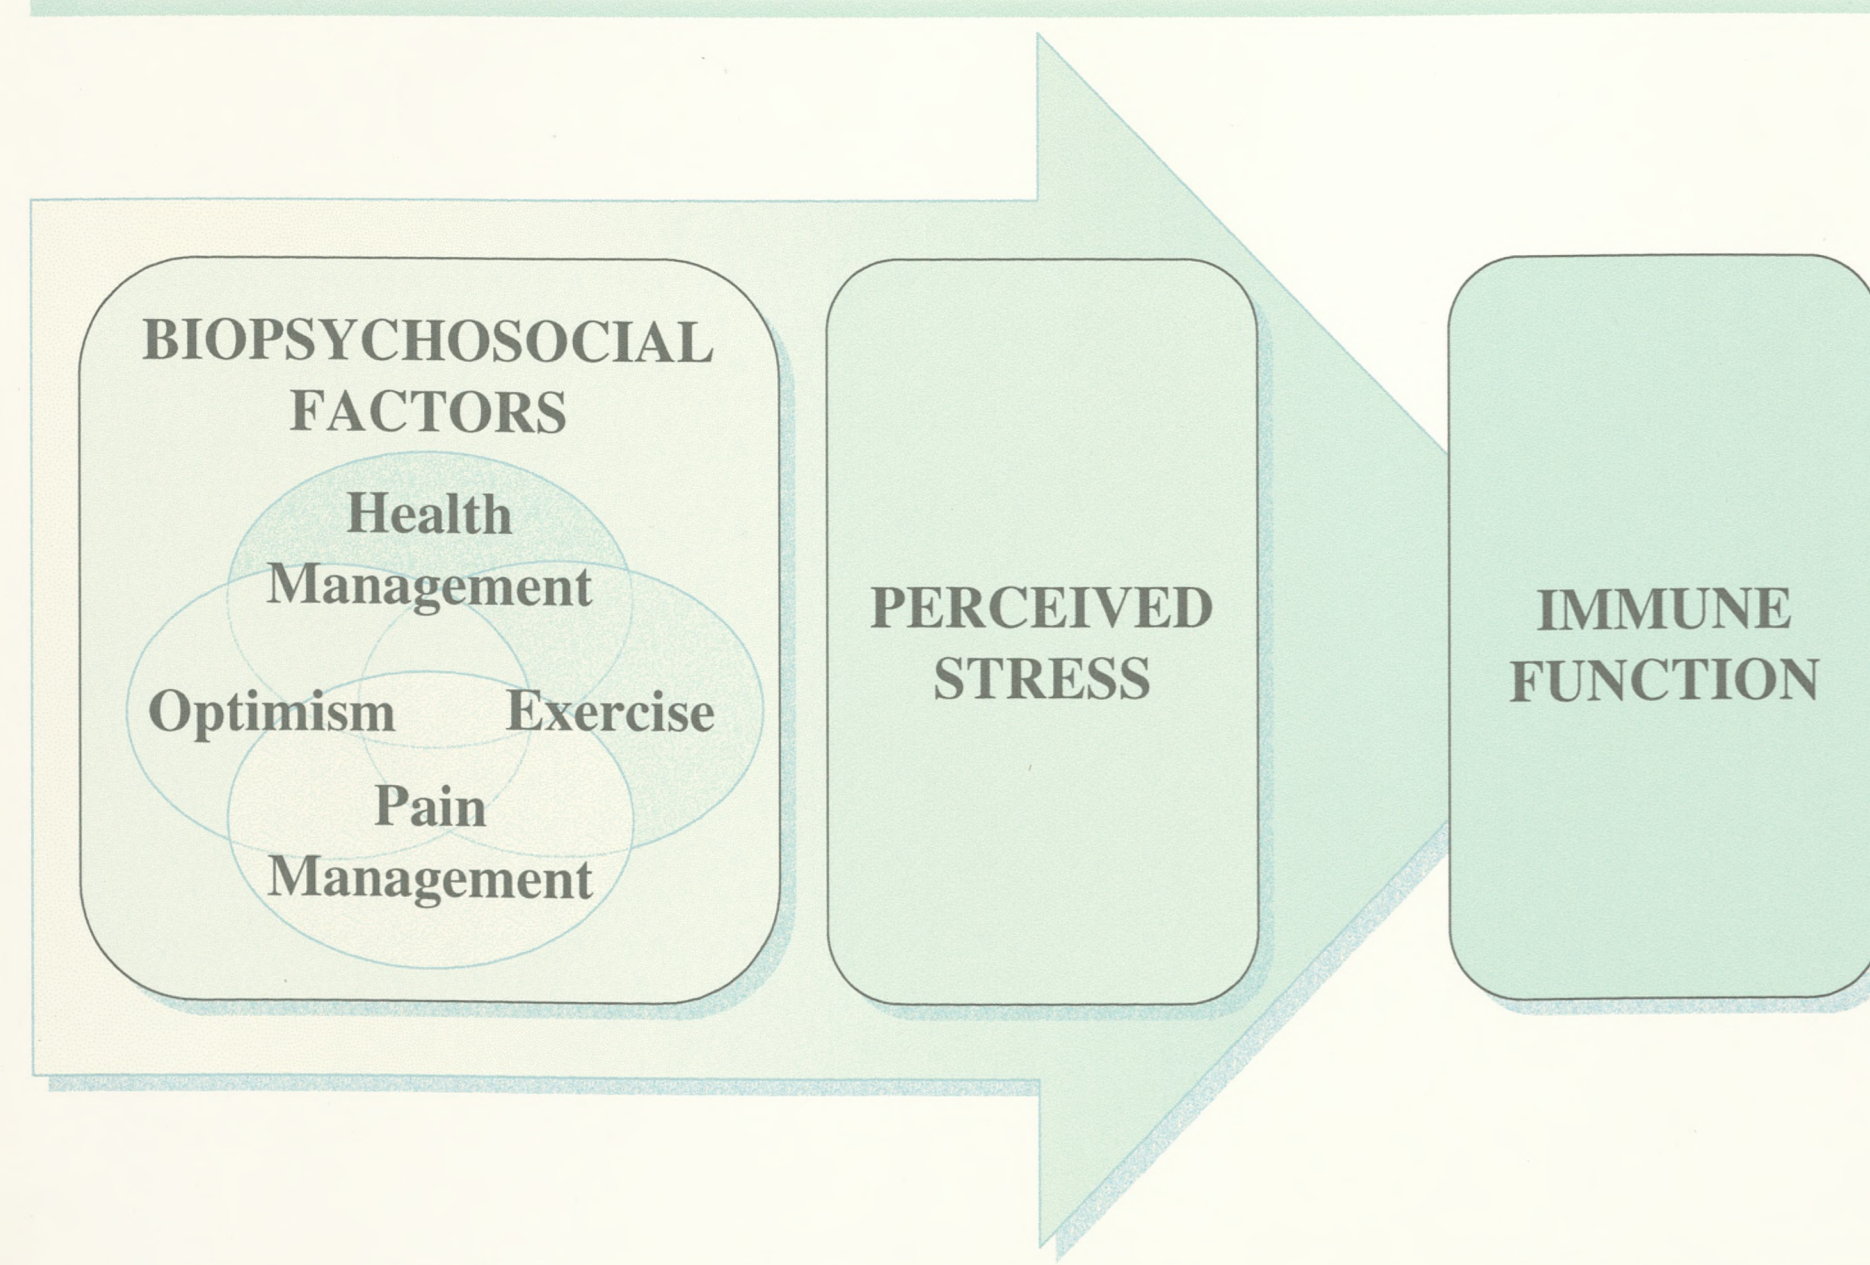 BIOPSYCHOSOCIAL
FACTORS
Health
Management
Optimism
Exercise
Pain
Management
PERCEIVED
STRESS
IMMUNE
FUNCTION